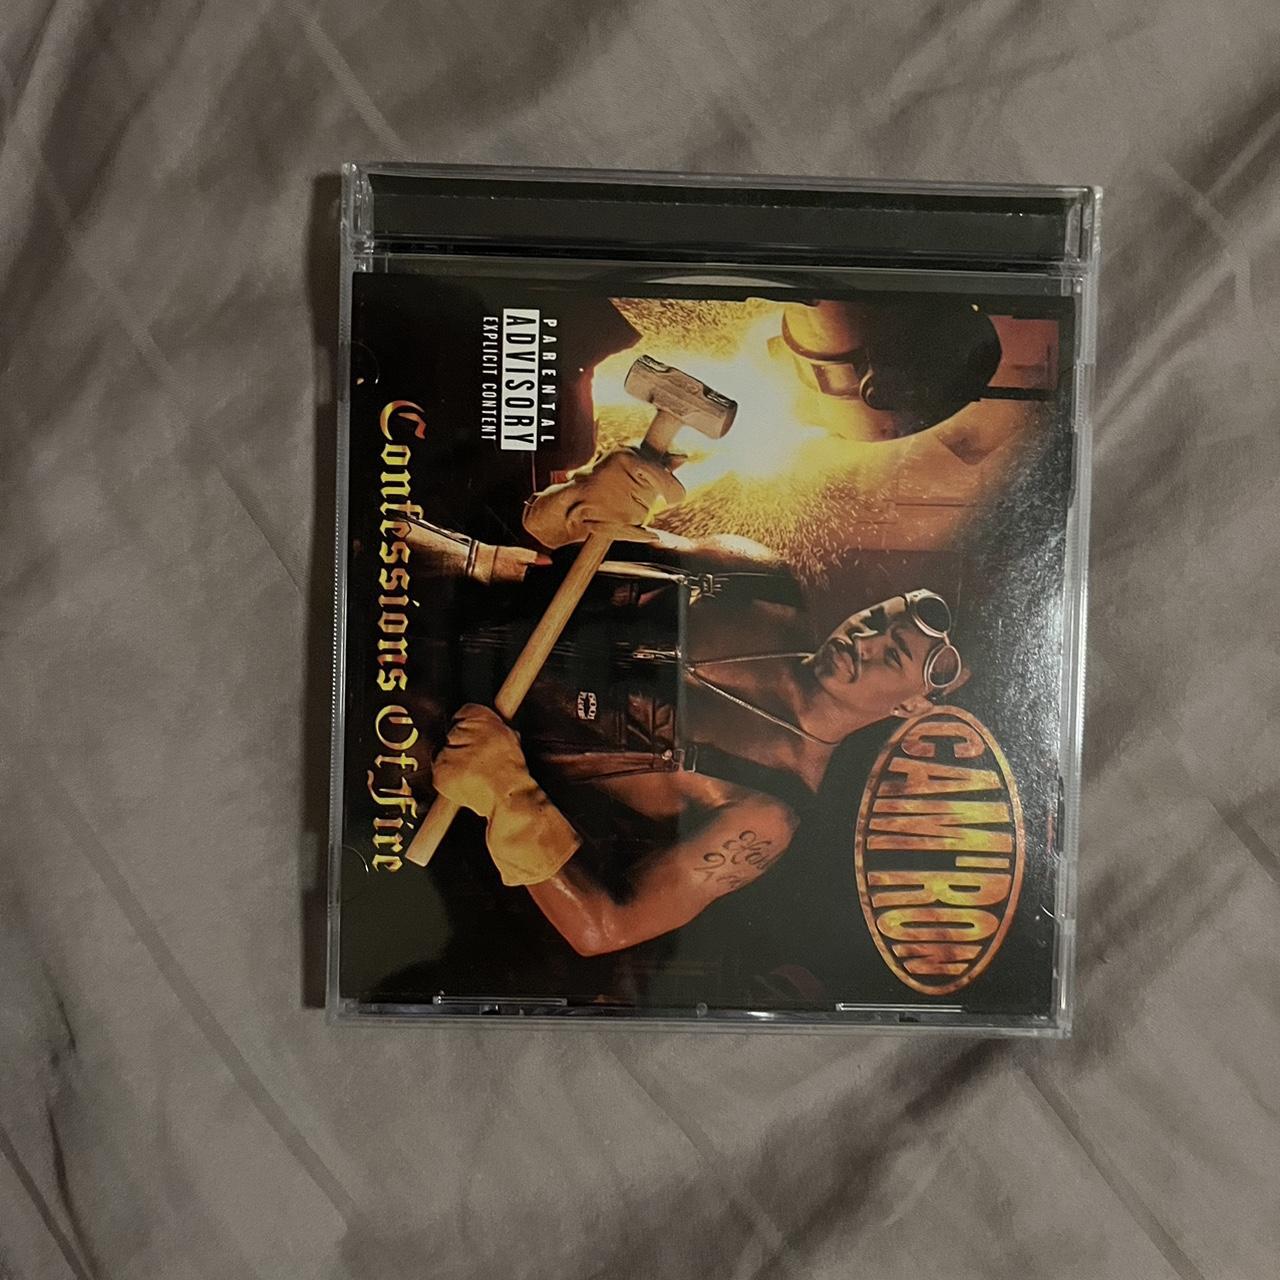 CAM'RON
PARENTAL
ADVISORY
EXPLICIT CONTENT
Confessions Of Fire